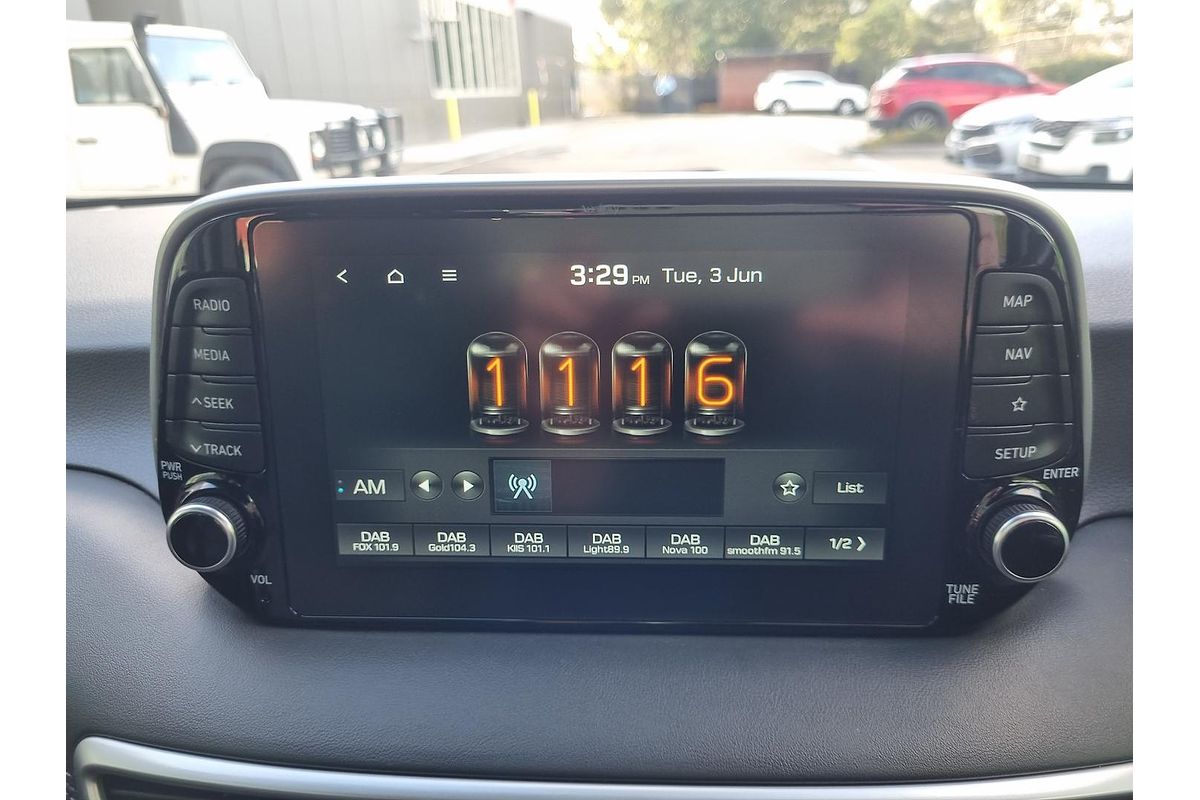 3:29 PM Tue, 3 Jun
RADIO
MEDIA
SEEK
TRACK
PWR
PUSH
VOL
1116
AM
List
DAB
FOX 101.9
DAB
Gold104.3
DAB
KIIS 101.1
DAB
Light89.9
DAB
Nova 100
DAB
smoothfm 91.5
1/2
MAP
NAV
SETUP
ENTER
TUNE
FILE